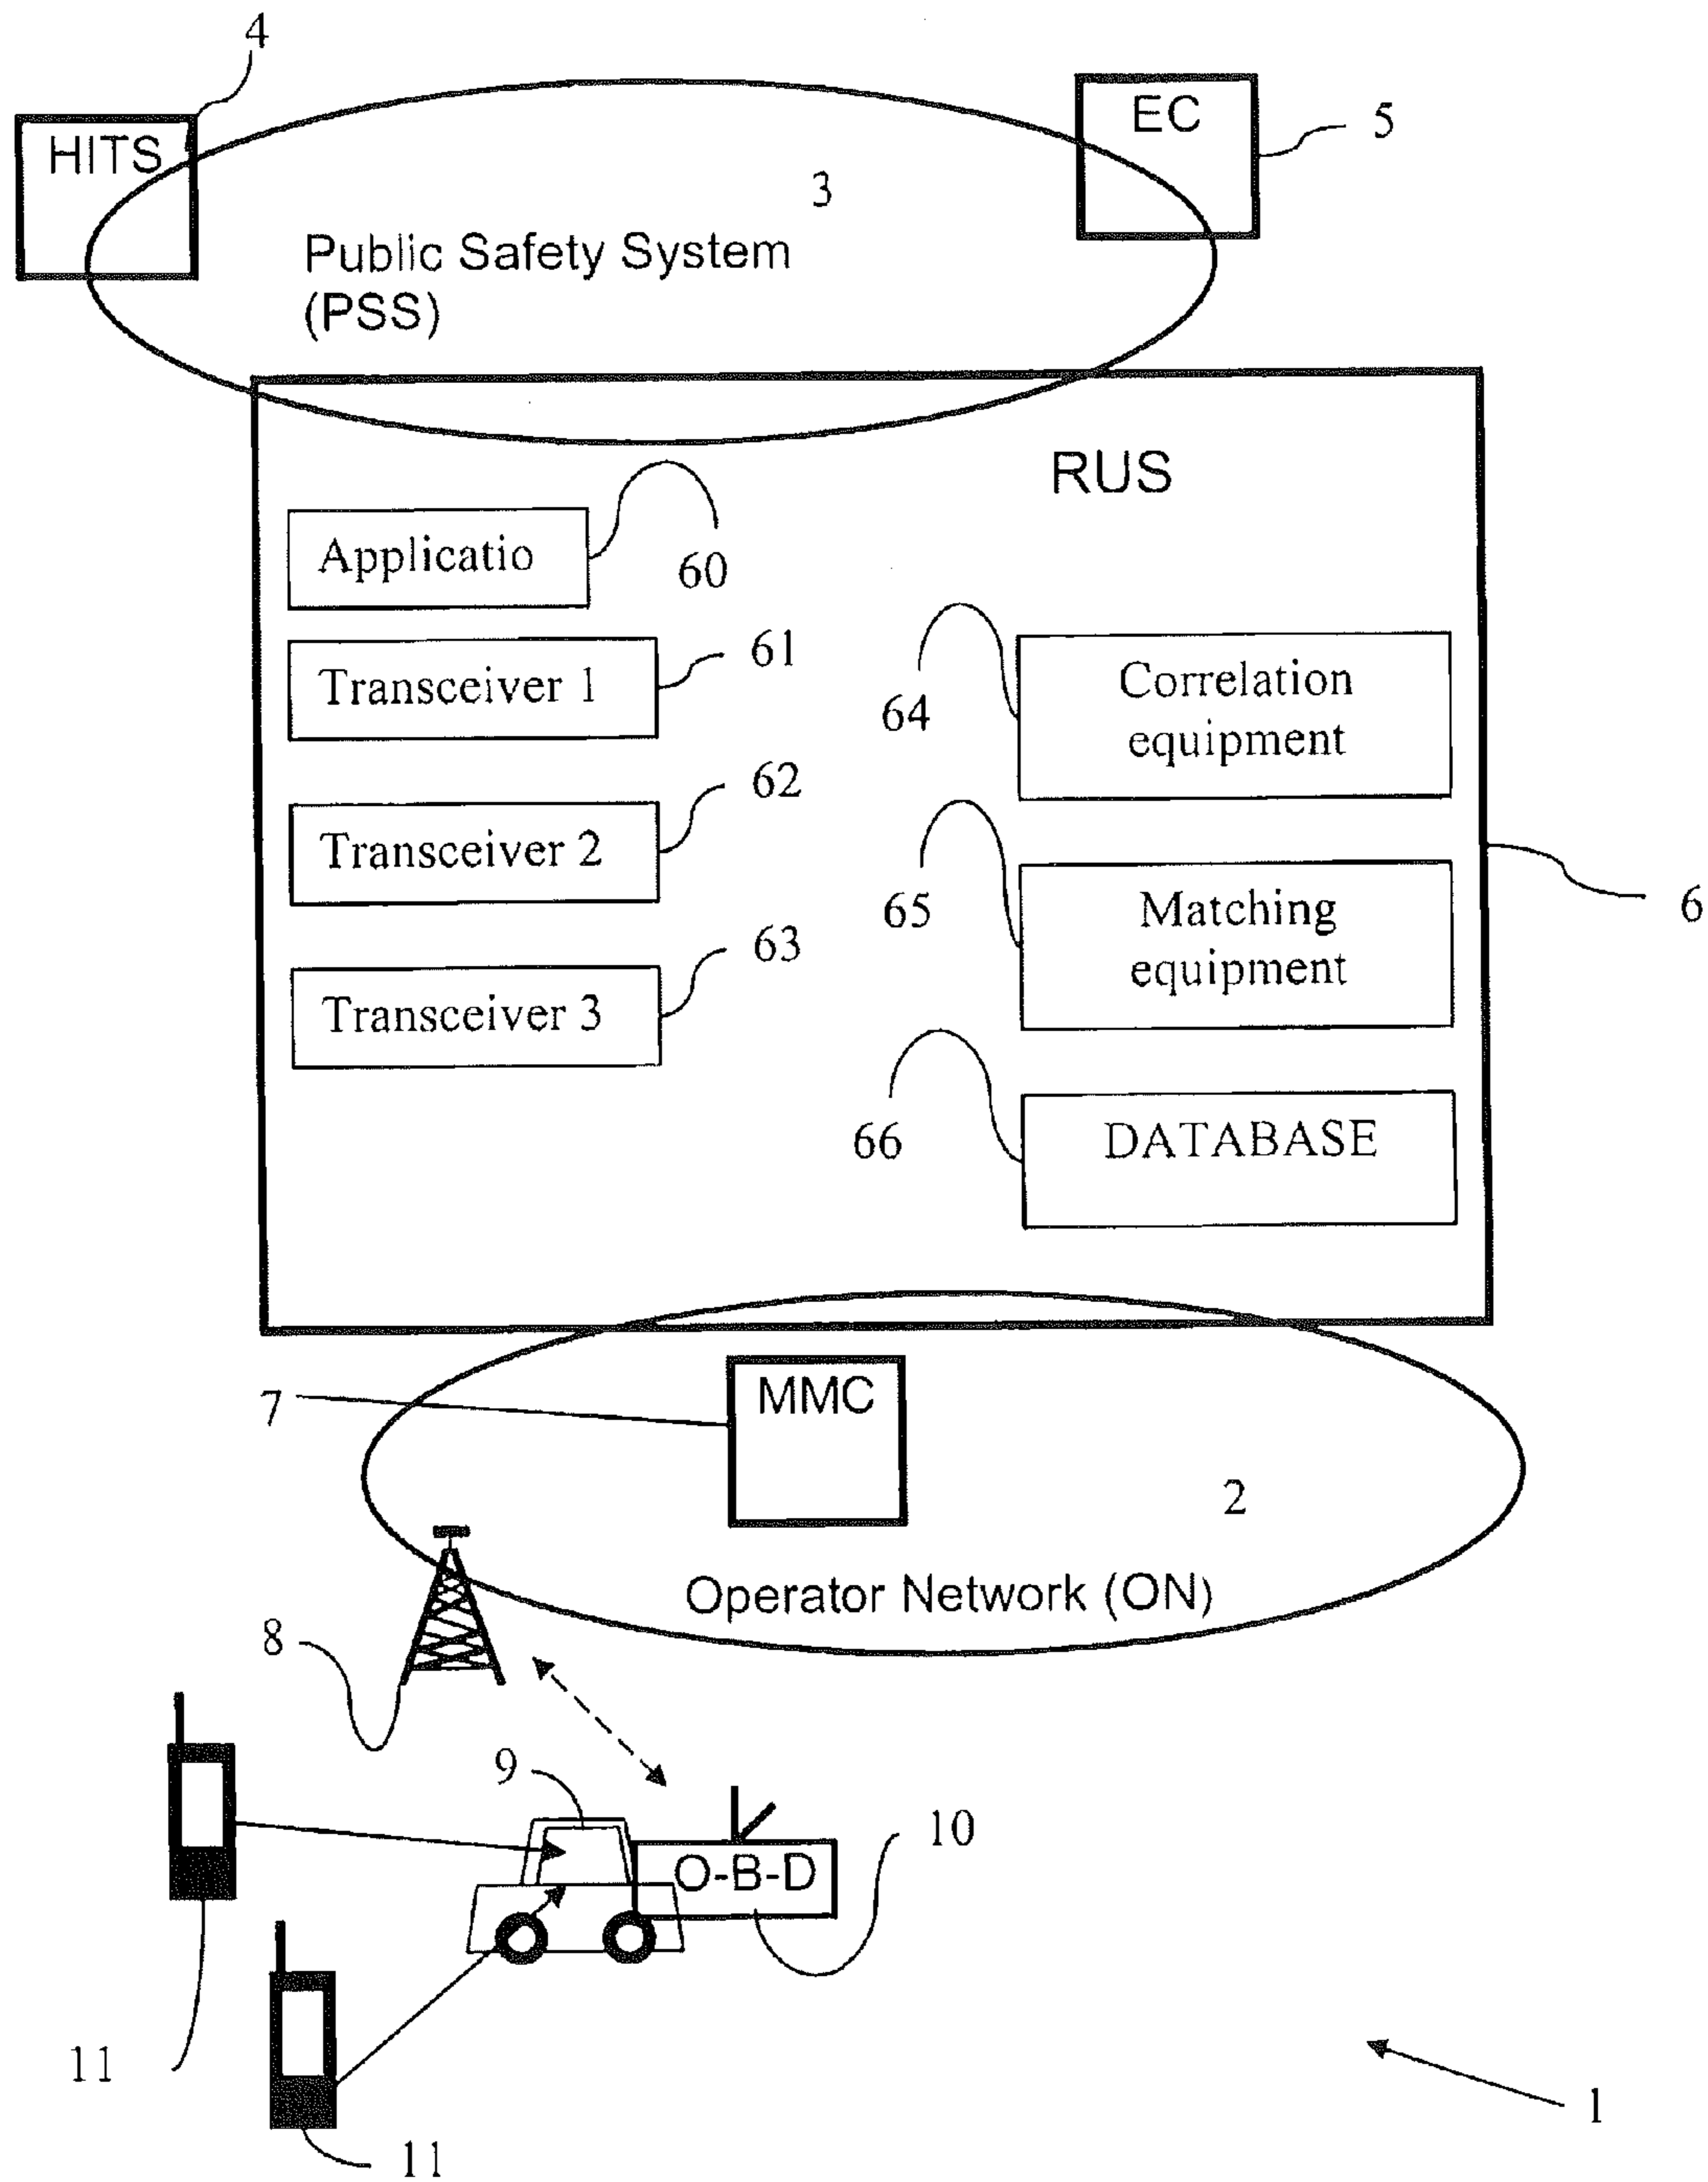 4
HITS
EC
5
3
Public Safety System
(PSS)
RUS
Applicatio
60
Transceiver 1
61
64
Correlation
equipment
Transceiver 2
62
65
Matching
equipment
6
Transceiver 3
63
66
DATABASE
7
MMC
2
Operator Network (ON)
8
9
O-B-D
10
11
11
1